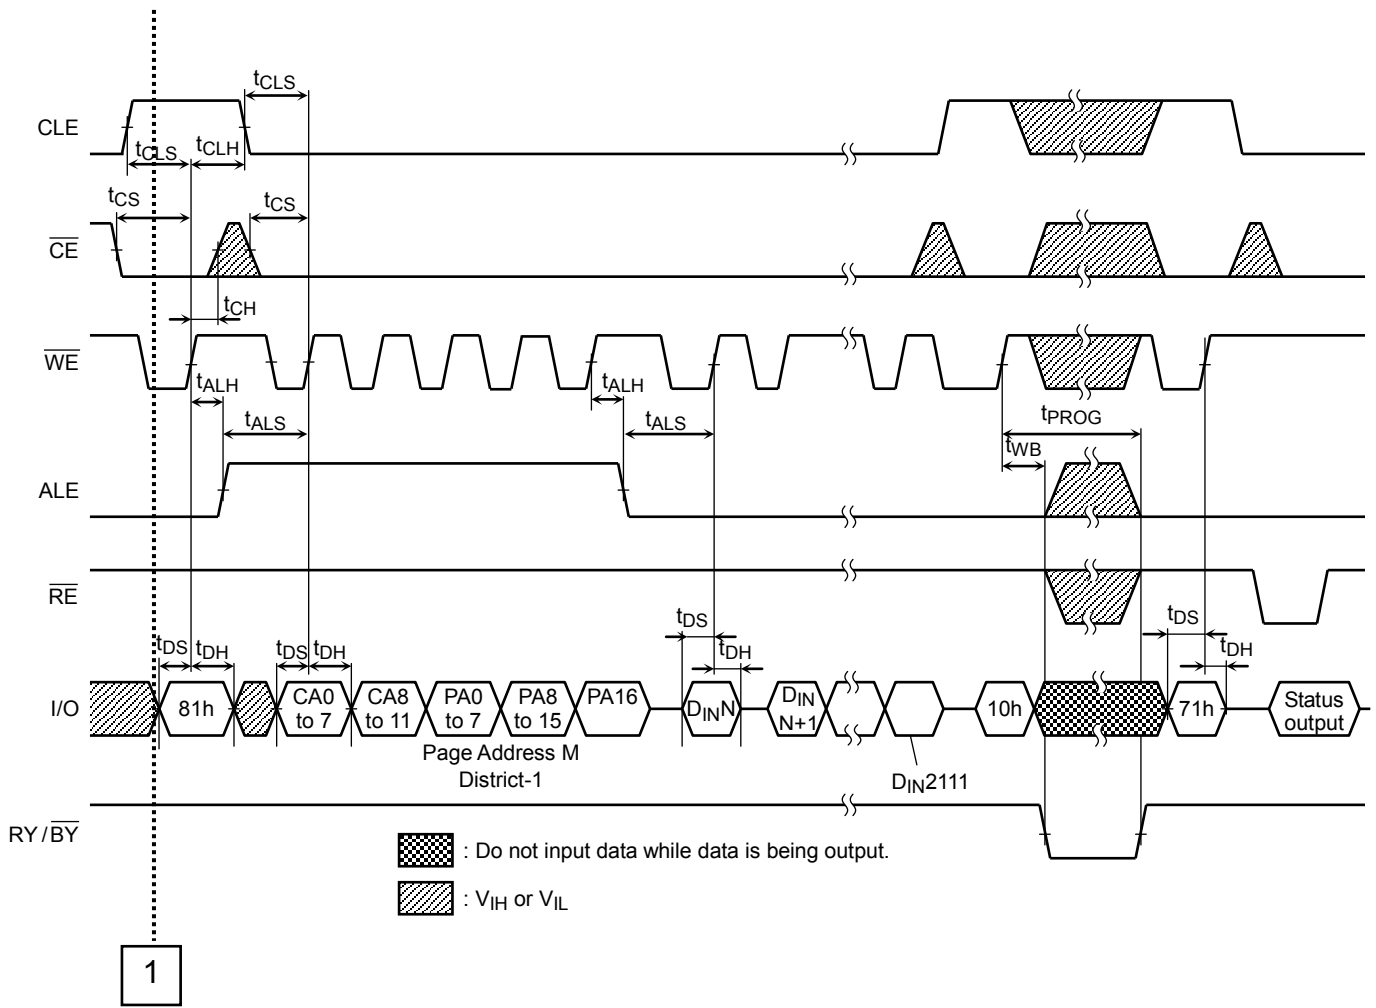 tCLS
CLE
tCLS tCLH
tCS tCS
CE
tCH
WE
tALH tALH
tALS tALS tPROG
tWB
ALE
RE
tDS tDH tDS tDH tDS tDH tDS tDH
I/O 81h CA0 to 7 CA8 to 11 PA0 to 7 PA8 to 15 PA16 DINN DIN N+1 10h 71h Status output
Page Address M
District-1
DIN2111
RY/BY
: Do not input data while data is being output.
: VIH or VIL
1